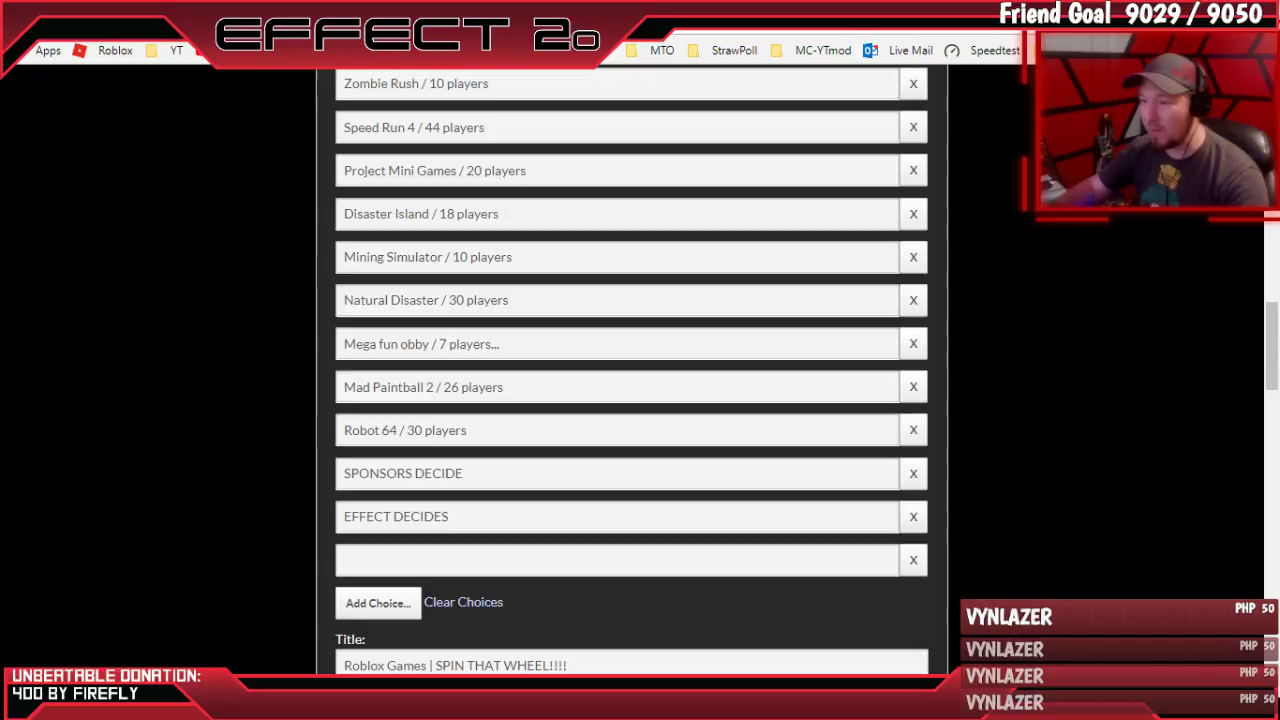 EFFECT 2o
Friend Goal 9029 / 9050
Apps Roblox YT MTO StrawPoll MC-YTmod Live Mail Speedtest
Zombie Rush / 10 players X
Speed Run 4 / 44 players X
Project Mini Games / 20 players X
Disaster Island / 18 players X
Mining Simulator / 10 players X
Natural Disaster / 30 players X
Mega fun obby / 7 players... X
Mad Paintball 2 / 26 players X
Robot 64 / 30 players X
SPONSORS DECIDE X
EFFECT DECIDES X
X
Add Choice... Clear Choices
Title:
Roblox Games | SPIN THAT WHEEL!!!!
VYNLAZER PHP 50
VYNLAZER PHP 50
VYNLAZER PHP 50
VYNLAZER PHP 50
UNBEATABLE DONATION:
400 BY FIREFLY